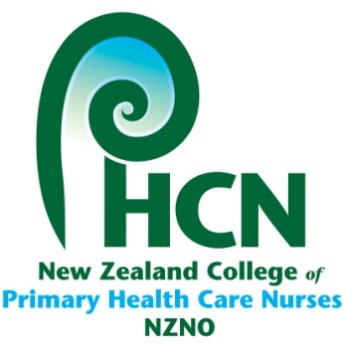 PHCN
New Zealand College of
Primary Health Care Nurses
NZNO